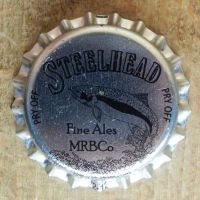 STEELHEAD
PRY OFF
PRY OFF
Fine Ales
MRBCo